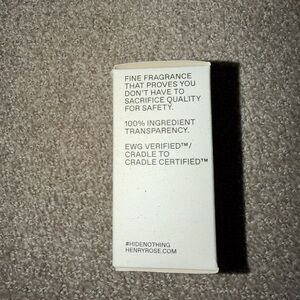 FINE FRAGRANCE
THAT PROVES YOU
DON'T HAVE TO
SACRIFICE QUALITY
FOR SAFETY.
100% INGREDIENT
TRANSPARENCY.
EWG VERIFIED™/
CRADLE TO
CRADLE CERTIFIED™
#HIDENOTHING
HENRYROSE.COM